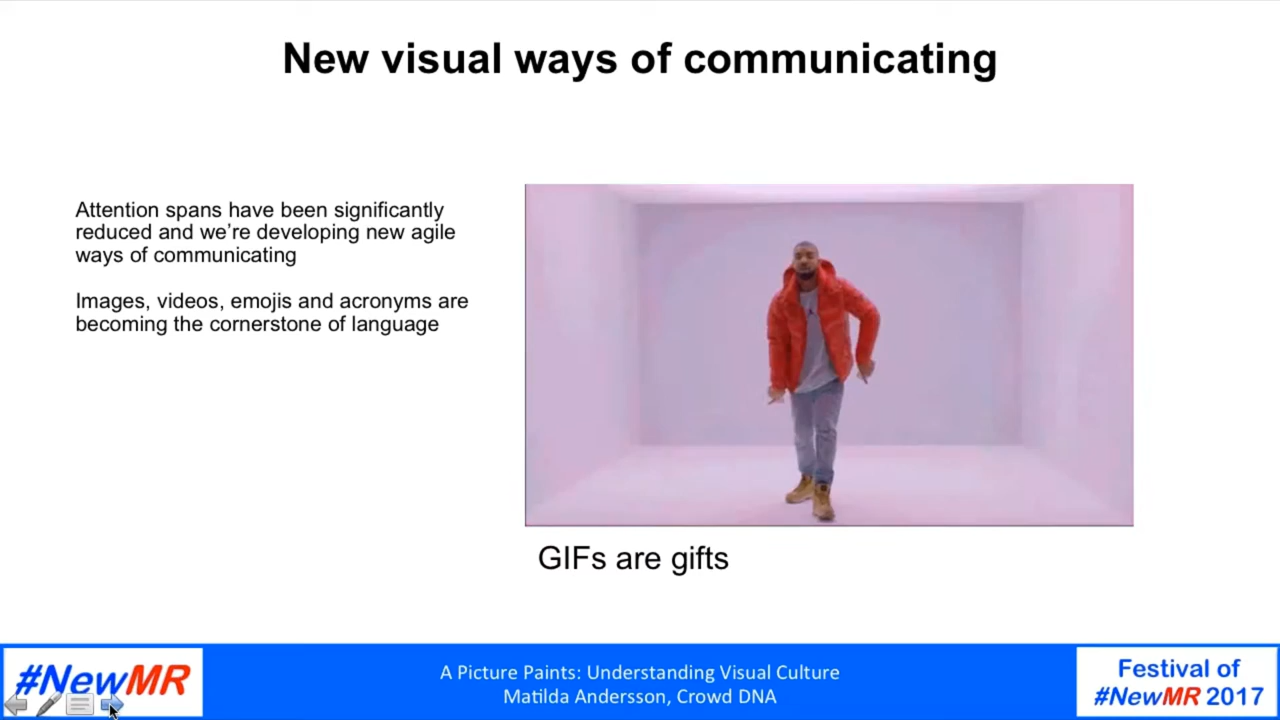 New visual ways of communicating
Attention spans have been significantly
reduced and we're developing new agile
ways of communicating
Images, videos, emojis and acronyms are
becoming the cornerstone of language
GIFs are gifts
#NewMR
A Picture Paints: Understanding Visual Culture
Matilda Andersson, Crowd DNA
Festival of
#NewMR 2017